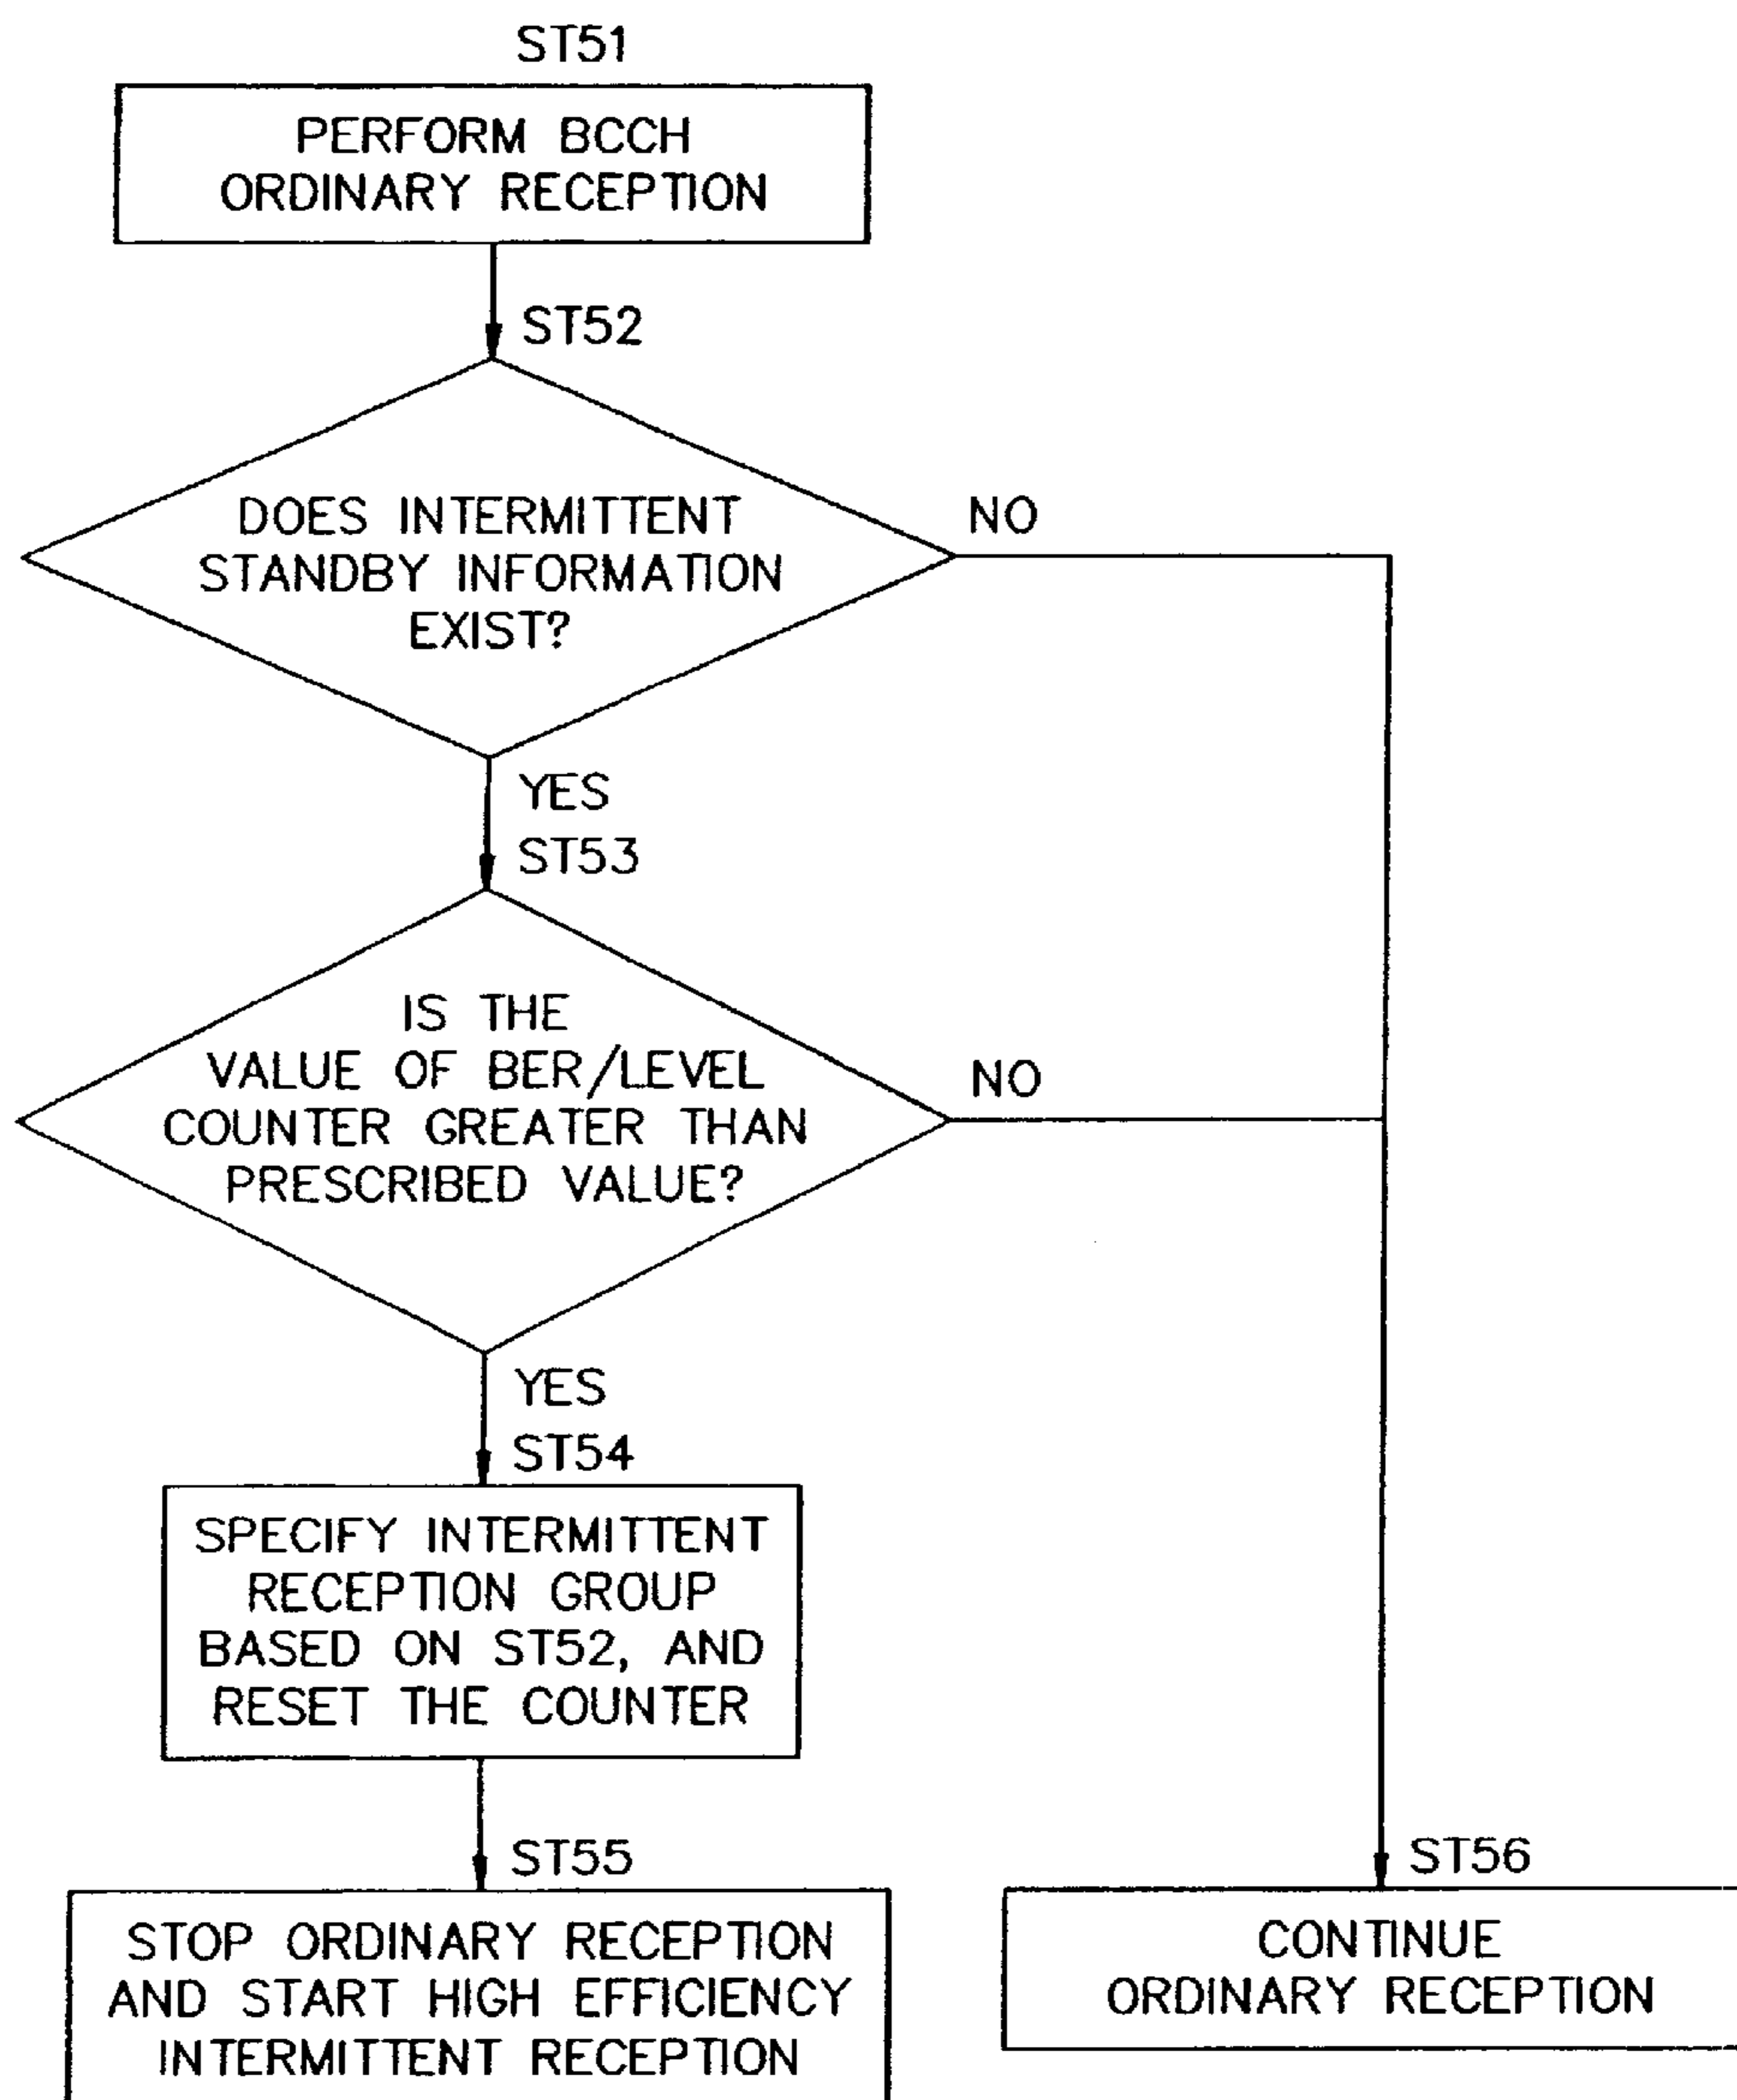 ST51
PERFORM BCCH
ORDINARY RECEPTION
ST52
DOES INTERMITTENT
STANDBY INFORMATION
EXIST?
NO
YES
ST53
IS THE
VALUE OF BER/LEVEL
COUNTER GREATER THAN
PRESCRIBED VALUE?
NO
YES
ST54
SPECIFY INTERMITTENT
RECEPTION GROUP
BASED ON ST52, AND
RESET THE COUNTER
ST55
STOP ORDINARY RECEPTION
AND START HIGH EFFICIENCY
INTERMITTENT RECEPTION
ST56
CONTINUE
ORDINARY RECEPTION